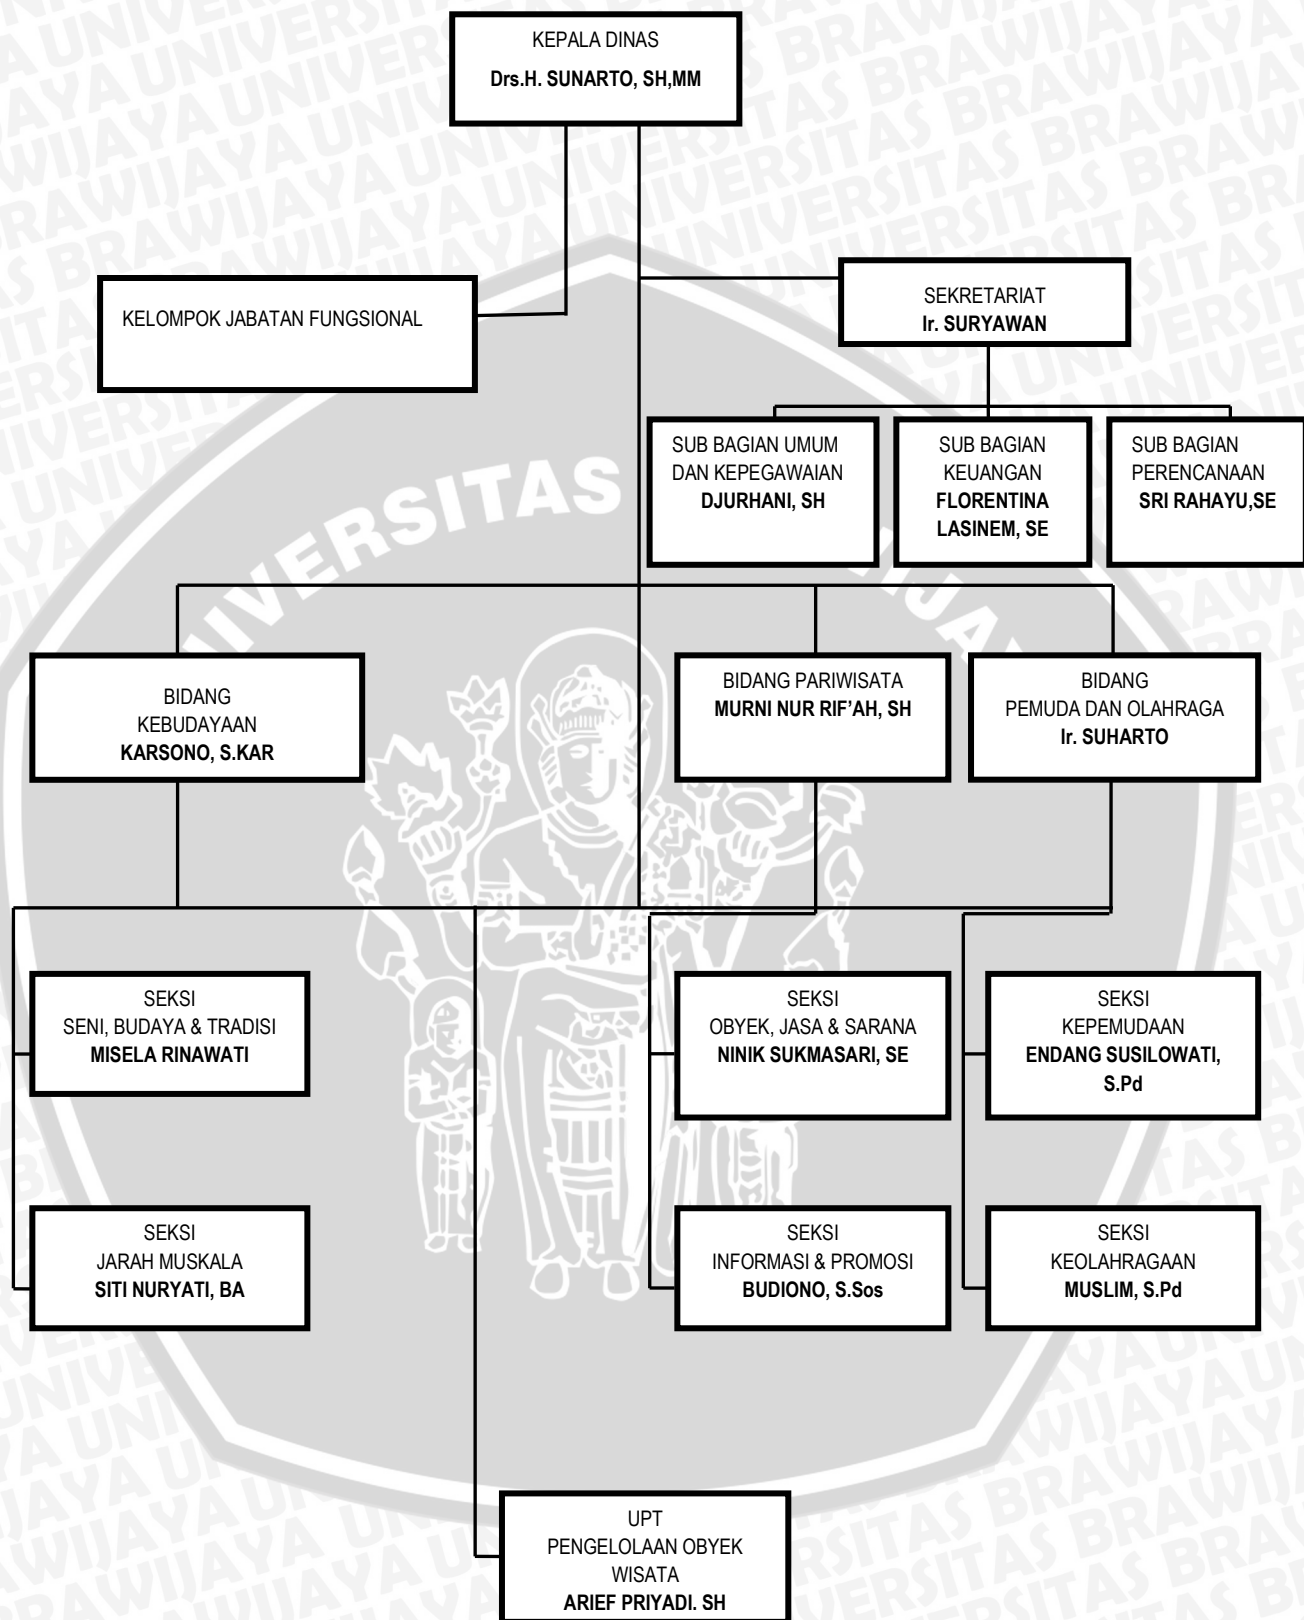 KEPALA DINAS
Drs.H. SUNARTO, SH,MM
KELOMPOK JABATAN FUNGSIONAL
SEKRETARIAT
Ir. SURYAWAN
SUB BAGIAN UMUM
DAN KEPEGAWAIAN
DJURHANI, SH
SUB BAGIAN
KEUANGAN
FLORENTINA
LASINEM, SE
SUB BAGIAN
PERENCANAAN
SRI RAHAYU,SE
BIDANG
KEBUDAYAAN
KARSONO, S.KAR
BIDANG PARIWISATA
MURNI NUR RIF’AH, SH
BIDANG
PEMUDA DAN OLAHRAGA
Ir. SUHARTO
SEKSI
SENI, BUDAYA & TRADISI
MISELA RINAWATI
SEKSI
OBYEK, JASA & SARANA
NINIK SUKMASARI, SE
SEKSI
KEPEMUDAAN
ENDANG SUSILOWATI,
S.Pd
SEKSI
JARAH MUSKALA
SITI NURYATI, BA
SEKSI
INFORMASI & PROMOSI
BUDIONO, S.Sos
SEKSI
KEOLAHRAGAAN
MUSLIM, S.Pd
UPT
PENGELOLAAN OBYEK
WISATA
ARIEF PRIYADI. SH